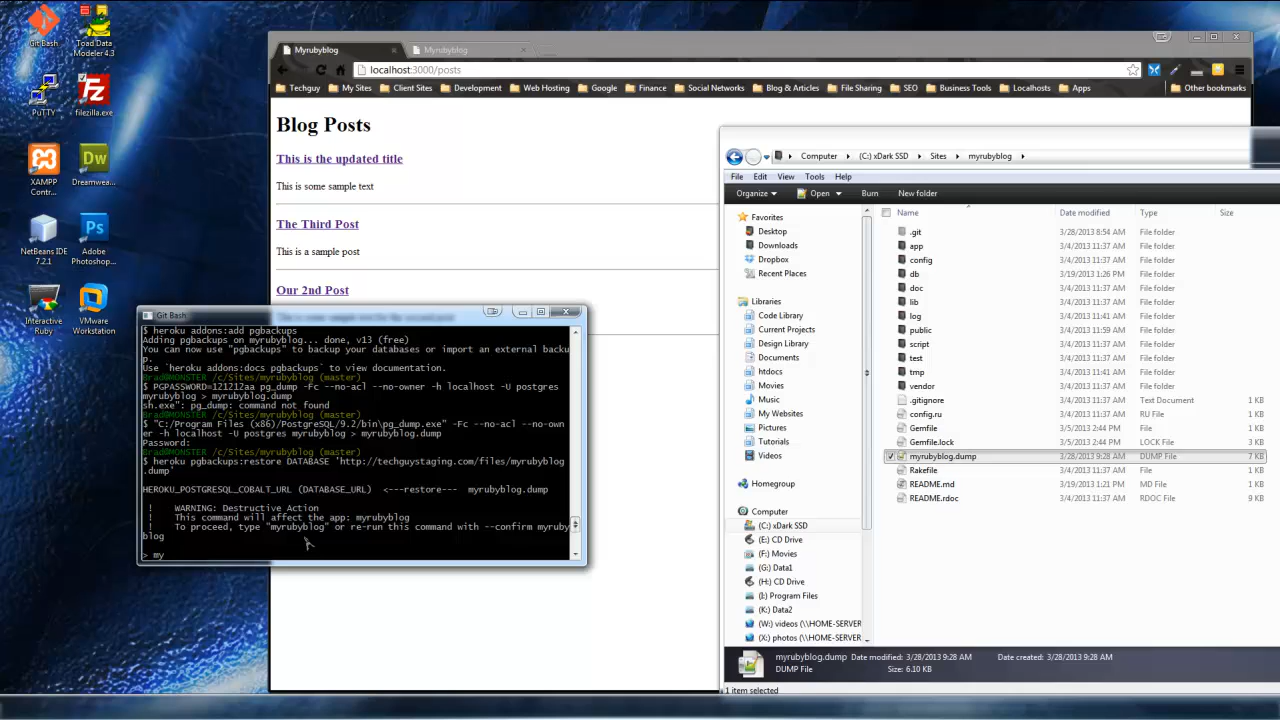 Git Bash
Toad Data
Modeler 4.3
PuTTY
filezilla.exe
XAMPP
Contr...
Dreamwea...
NetBeans IDE
7.2.1
Adobe
Photoshop...
Interactive
Ruby
VMware
Workstation
Myrubyblog
Myrubyblog
localhost:3000/posts
Techguy
My Sites
Client Sites
Development
Web Hosting
Google
Finance
Social Networks
Blog & Articles
File Sharing
SEO
Business Tools
Localhosts
Apps
Other bookmarks
Blog Posts
This is the updated title
This is some sample text
The Third Post
This is a sample post
Our 2nd Post
Git Bash
$ heroku addons:add pgbackups
Adding pgbackups on myrubyblog... done, v13 (free)
You can now use "pgbackups" to backup your databases or import an external backu
p.
Use `heroku addons:docs pgbackups` to view documentation.
Brad@MONSTER /c/Sites/myrubyblog (master)
$ PGPASSWORD=121212aa pg_dump -Fc --no-acl --no-owner -h localhost -U postgres
myrubyblog > myrubyblog.dump
sh.exe": pg_dump: command not found
Brad@MONSTER /c/Sites/myrubyblog (master)
$ "C:/Program Files (x86)/PostgreSQL/9.2/bin\pg_dump.exe" -Fc --no-acl --no-own
er -h localhost -U postgres myrubyblog > myrubyblog.dump
Password:
Brad@MONSTER /c/Sites/myrubyblog (master)
$ heroku pgbackups:restore DATABASE 'http://techguystaging.com/files/myrubyblog
.dump'
HEROKU_POSTGRESQL_COBALT_URL (DATABASE_URL) <---restore--- myrubyblog.dump
! WARNING: Destructive Action
! This command will affect the app: myrubyblog
! To proceed, type "myrubyblog" or re-run this command with --confirm myruby
blog
> my
Computer
(C:) xDark SSD
Sites
myrubyblog
File Edit View Tools Help
Organize
Open
Burn
New folder
Favorites
Desktop
Downloads
Dropbox
Recent Places
Libraries
Code Library
Current Projects
Design Library
Documents
htdocs
Movies
Music
My Websites
Pictures
Tutorials
Videos
Homegroup
Computer
(C:) xDark SSD
(E:) CD Drive
(F:) Movies
(G:) Data1
(H:) CD Drive
(I:) Program Files
(K:) Data2
(W:) videos (\\HOME-SERVER
(X:) photos (\\HOME-SERVER
Name Date modified Type Size
.git 3/28/2013 8:54 AM File folder
app 3/4/2013 11:37 AM File folder
config 3/4/2013 11:37 AM File folder
db 3/19/2013 1:26 PM File folder
doc 3/4/2013 11:37 AM File folder
lib 3/4/2013 11:37 AM File folder
log 3/4/2013 11:37 AM File folder
public 3/4/2013 11:37 AM File folder
script 3/4/2013 11:37 AM File folder
test 3/4/2013 11:37 AM File folder
tmp 3/4/2013 11:41 AM File folder
vendor 3/4/2013 11:37 AM File folder
.gitignore 3/4/2013 11:37 AM Text Document 1 KB
config.ru 3/4/2013 11:37 AM RU File 1 KB
Gemfile 3/5/2013 2:44 PM File 1 KB
Gemfile.lock 3/5/2013 2:44 PM LOCK File 4 KB
myrubyblog.dump 3/28/2013 9:28 AM DUMP File 7 KB
Rakefile 3/4/2013 11:37 AM File 1 KB
README.md 3/19/2013 1:21 PM MD File 1 KB
README.rdoc 3/4/2013 11:37 AM RDOC File 9 KB
myrubyblog.dump Date modified: 3/28/2013 9:28 AM Date created: 3/28/2013 9:28 AM
DUMP File Size: 6.10 KB
1 item selected